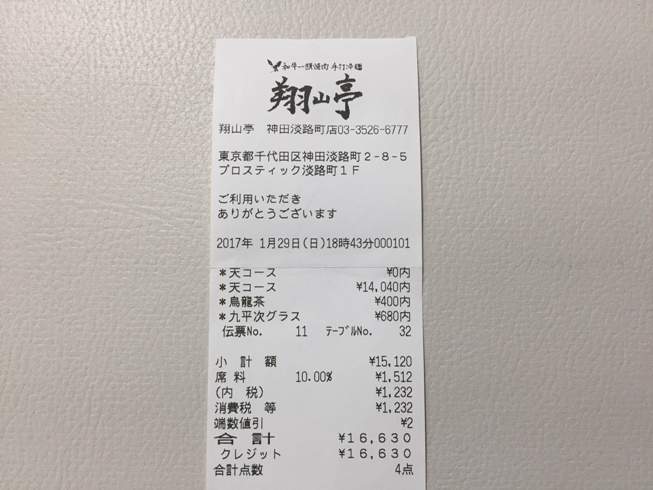 和牛一頭焼肉 手打冷麺
翔山亭
翔山亭　神田淡路町店03-3526-6777
東京都千代田区神田淡路町２－８－５
プロスティック淡路町１Ｆ
ご利用いただき
ありがとうございます
2017年 1月29日(日)18時43分000101
＊天コース ¥0内
＊天コース ¥14,040内
＊烏龍茶 ¥400内
＊九平次グラス ¥680内
伝票No. 11 テーブルNo. 32
小 計 額 ¥15,120
席 料 10.00% ¥1,512
(内 税) ¥1,232
消費税 等 ¥1,232
端数値引 ¥2
合 計 ¥１６,６３０
クレジット ¥１６,６３０
合計点数 4点